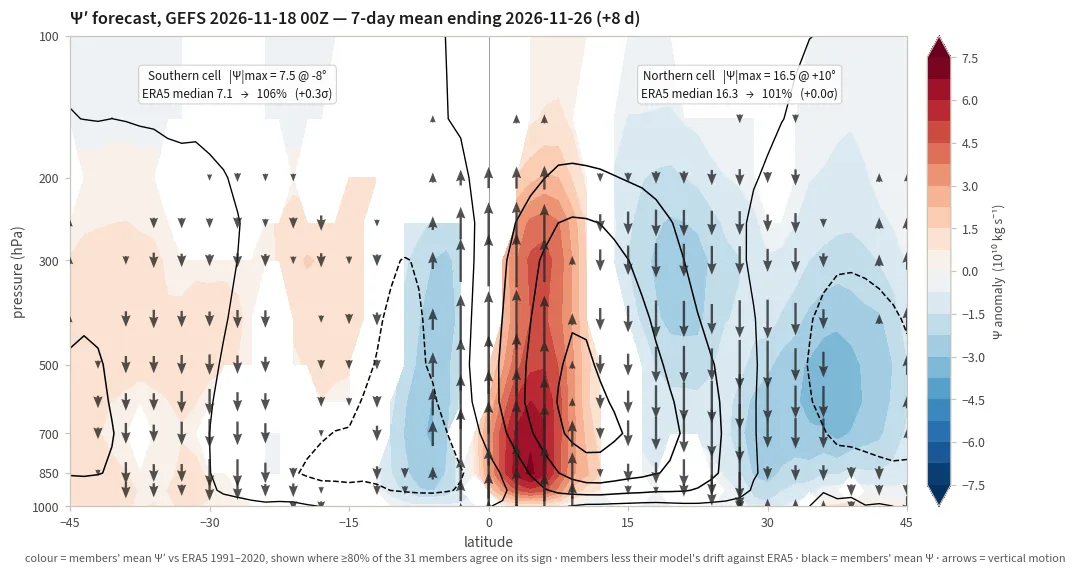 Ψ′ forecast, GEFS 2026-11-18 00Z — 7-day mean ending 2026-11-26 (+8 d)
100
200
300
500
700
850
1000
pressure (hPa)
Southern cell |Ψ|max = 7.5 @ -8°
ERA5 median 7.1 → 106% (+0.3σ)
Northern cell |Ψ|max = 16.5 @ +10°
ERA5 median 16.3 → 101% (+0.0σ)
−45
−30
−15
0
15
30
45
latitude
7.5
6.0
4.5
3.0
1.5
0.0
−1.5
−3.0
−4.5
−6.0
−7.5
Ψ anomaly (10¹⁰ kg s⁻¹)
colour = members' mean Ψ′ vs ERA5 1991–2020, shown where ≥80% of the 31 members agree on its sign · members less their model's drift against ERA5 · black = members' mean Ψ · arrows = vertical motion